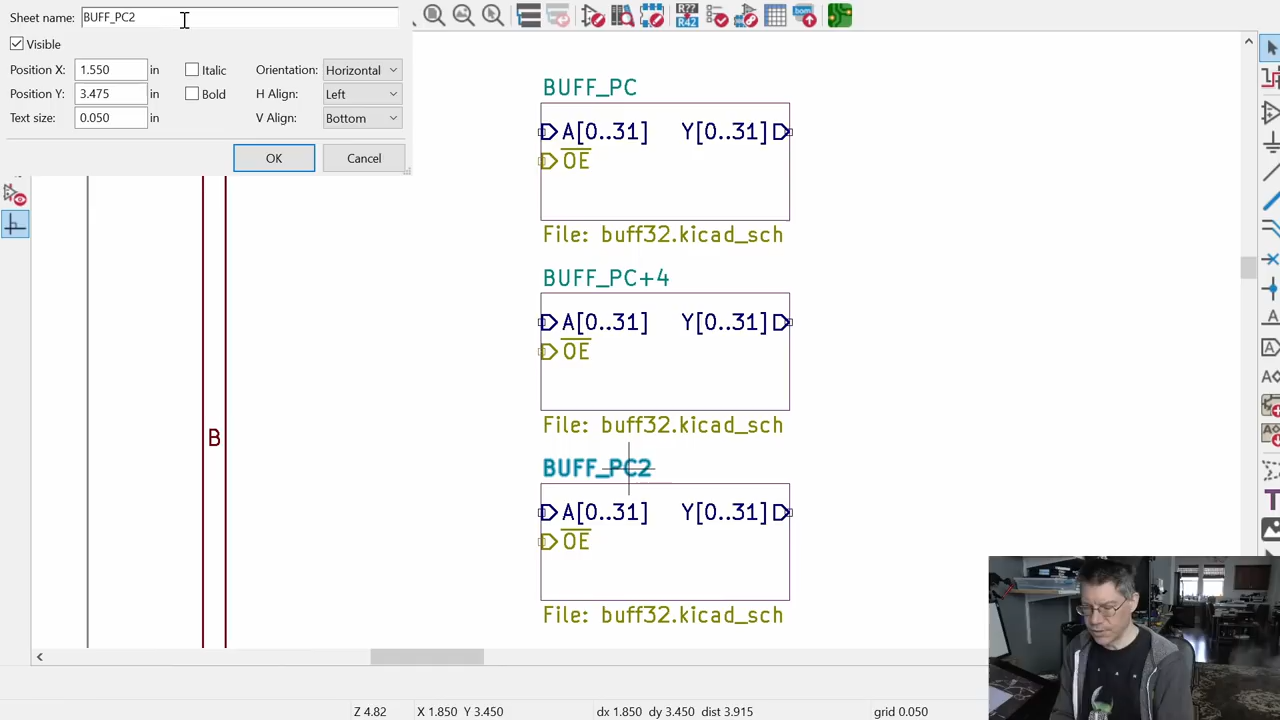 Sheet name: BUFF_PC2
Visible
Position X: 1.550 in Italic Orientation: Horizontal
Position Y: 3.475 in Bold H Align: Left
Text size: 0.050 in V Align: Bottom
OK Cancel
R??
R42
BUFF_PC
A[0..31] Y[0..31]
OE
File: buff32.kicad_sch
BUFF_PC+4
A[0..31] Y[0..31]
OE
File: buff32.kicad_sch
B
BUFF_PC2
A[0..31] Y[0..31]
OE
File: buff32.kicad_sch
Z 4.82 X 1.850 Y 3.450 dx 1.850 dy 3.450 dist 3.915 grid 0.050